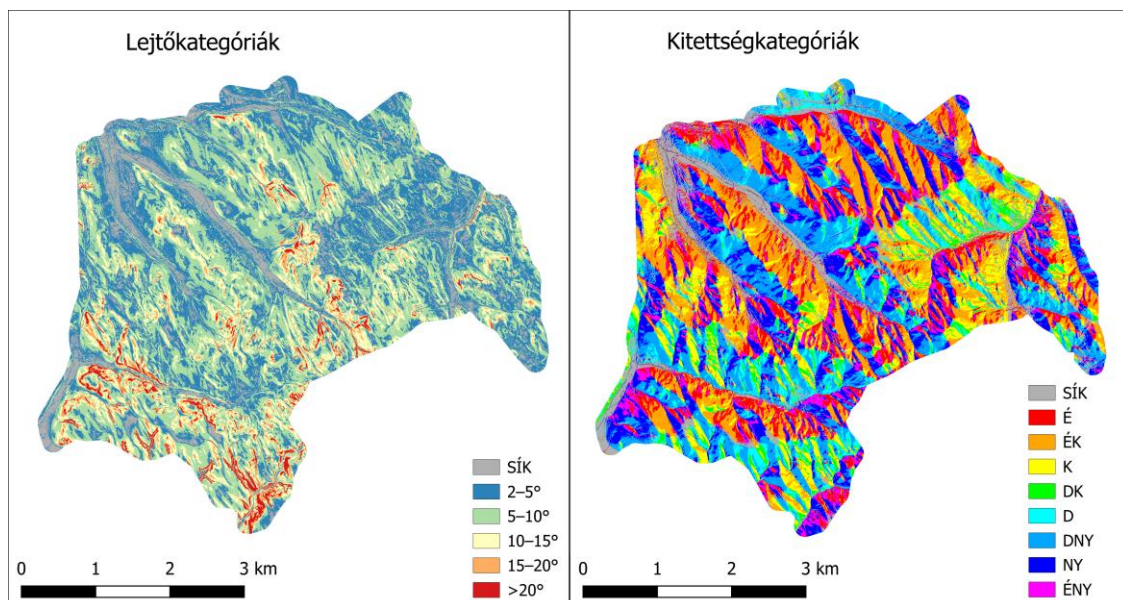 Lejtőkategóriák
SÍK
2–5°
5–10°
10–15°
15–20°
>20°
0 1 2 3 km
Kitettségkategóriák
SÍK
É
ÉK
K
DK
D
DNY
NY
ÉNY
0 1 2 3 km